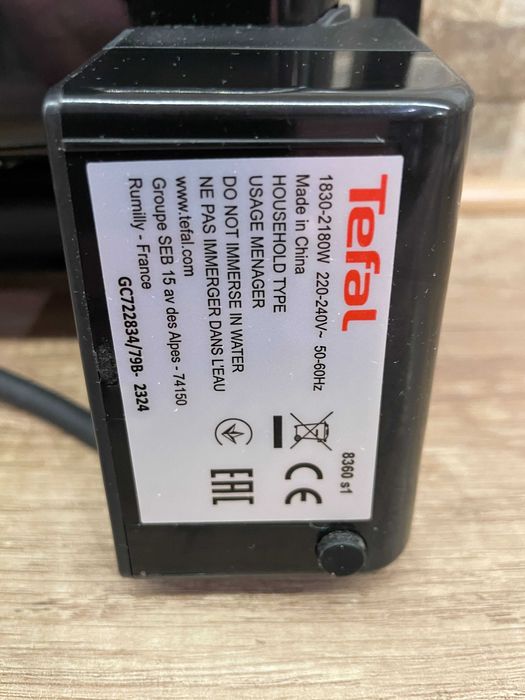 Tefal
1830-2180W 220-240V~ 50-60Hz
Made in China
HOUSEHOLD TYPE
USAGE MENAGER
DO NOT IMMERSE IN WATER
NE PAS IMMERGER DANS L'EAU
www.tefal.com
Groupe SEB 15 av des Alpes - 74150
Rumilly - France
GC722834/79B- 2324
8360 s1
CE
EAC